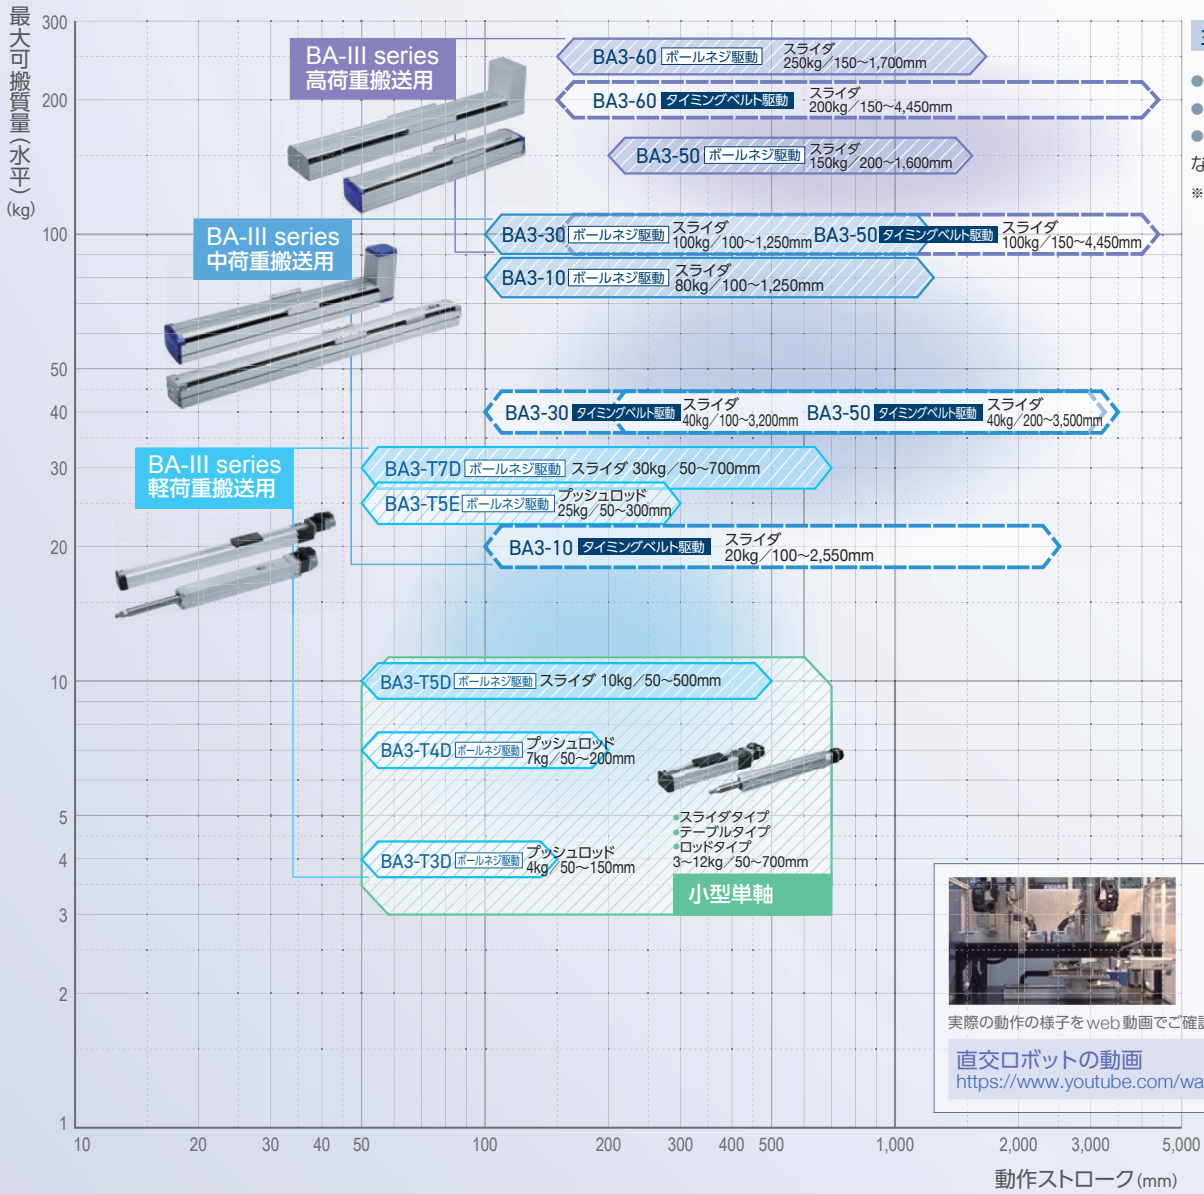 最大可搬質量(水平)
(kg)
300
200
100
50
40
30
20
10
5
4
3
2
1
BA-III series
高荷重搬送用
BA3-60 ボールネジ駆動 スライダ
250kg／150～1,700mm
BA3-60 タイミングベルト駆動 スライダ
200kg／150～4,450mm
BA3-50 ボールネジ駆動 スライダ
150kg／200～1,600mm
BA-III series
中荷重搬送用
BA3-30 ボールネジ駆動 スライダ
100kg／100～1,250mm
BA3-50 タイミングベルト駆動 スライダ
100kg／150～4,450mm
BA3-10 ボールネジ駆動 スライダ
80kg／100～1,250mm
BA3-30 タイミングベルト駆動 スライダ
40kg／100～3,200mm
BA3-50 タイミングベルト駆動 スライダ
40kg／200～3,500mm
BA-III series
軽荷重搬送用
BA3-T7D ボールネジ駆動 スライダ 30kg／50～700mm
BA3-T5E ボールネジ駆動 プッシュロッド
25kg／50～300mm
BA3-10 タイミングベルト駆動 スライダ
20kg／100～2,550mm
BA3-T5D ボールネジ駆動 スライダ 10kg／50～500mm
BA3-T4D ボールネジ駆動 プッシュロッド
7kg／50～200mm
BA3-T3D ボールネジ駆動 プッシュロッド
4kg／50～150mm
●スライダタイプ
●テーブルタイプ
●ロッドタイプ
3～12kg／50～700mm
小型単軸
な
※
実際の動作の様子をweb動画でご確認
直交ロボットの動画
https://www.youtube.com/wa
10 20 30 40 50 100 200 300 400 500 1,000 2,000 3,000 5,000
動作ストローク(mm)